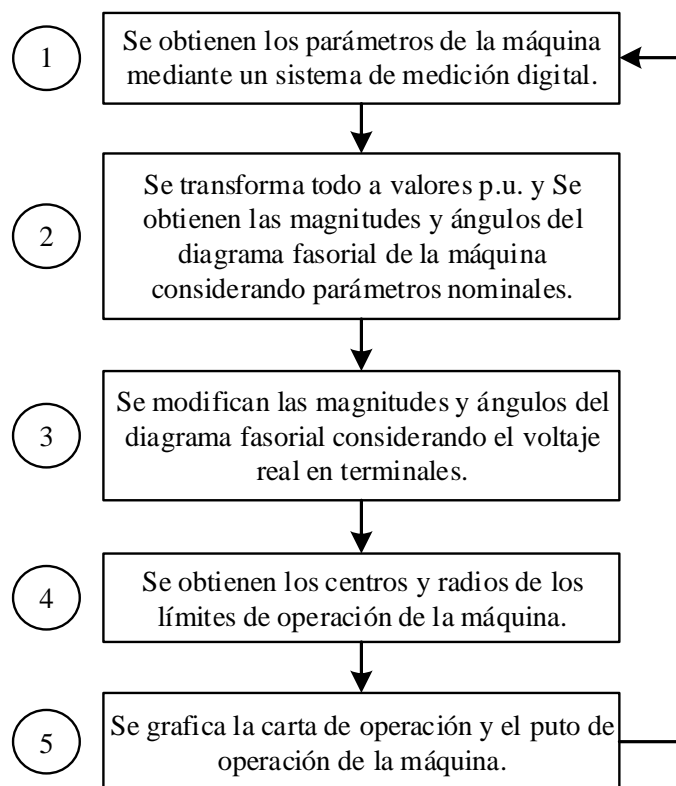 1
Se obtienen los parámetros de la máquina
mediante un sistema de medición digital.
2
Se transforma todo a valores p.u. y Se
obtienen las magnitudes y ángulos del
diagrama fasorial de la máquina
considerando parámetros nominales.
3
Se modifican las magnitudes y ángulos del
diagrama fasorial considerando el voltaje
real en terminales.
4
Se obtienen los centros y radios de los
límites de operación de la máquina.
5
Se grafica la carta de operación y el puto de
operación de la máquina.